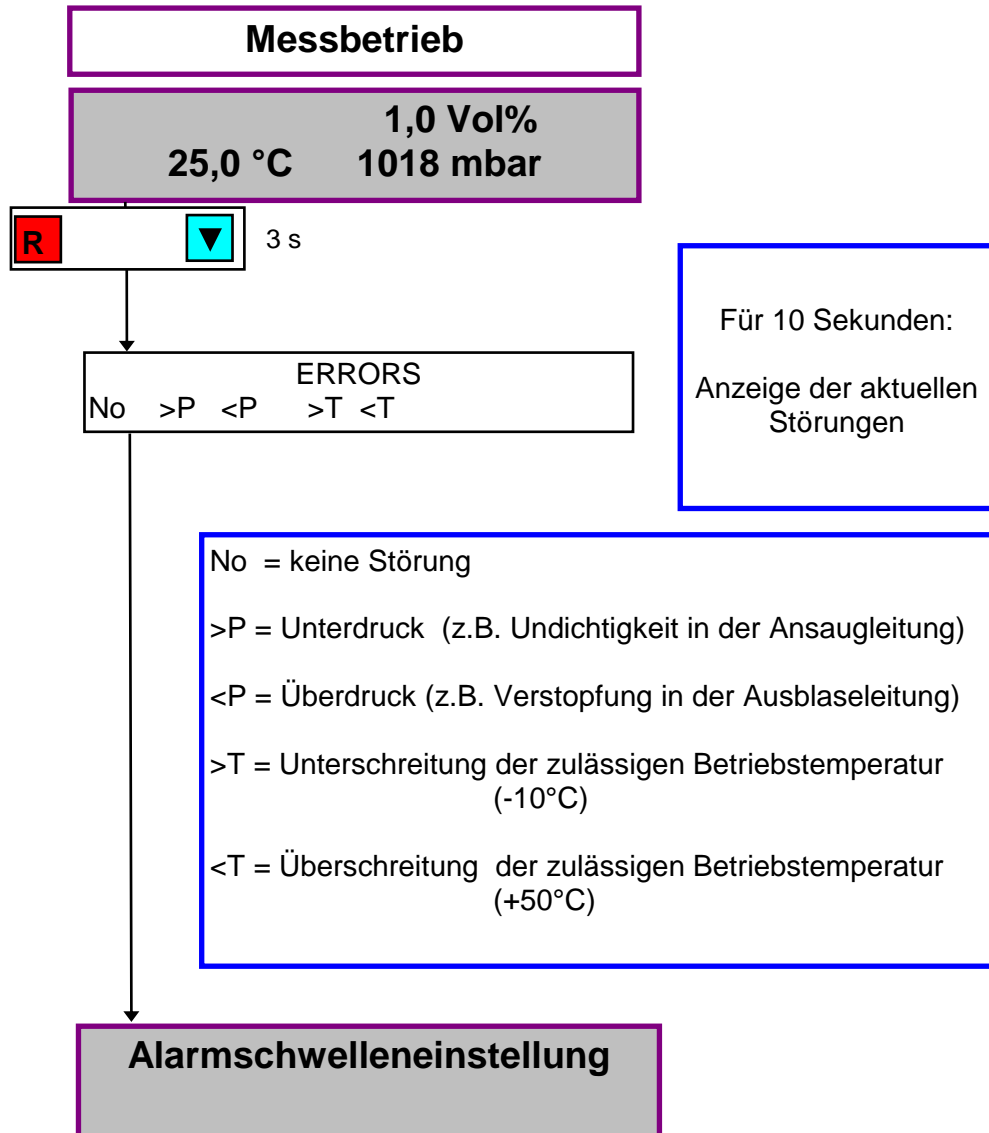 Messbetrieb
1,0 Vol%
25,0 °C 1018 mbar
R ▼ 3 s
Für 10 Sekunden:
Anzeige der aktuellen
Störungen
ERRORS
No >P <P >T <T
No = keine Störung
>P = Unterdruck (z.B. Undichtigkeit in der Ansaugleitung)
<P = Überdruck (z.B. Verstopfung in der Ausblaseleitung)
>T = Unterschreitung der zulässigen Betriebstemperatur
(-10°C)
<T = Überschreitung der zulässigen Betriebstemperatur
(+50°C)
Alarmschwelleneinstellung